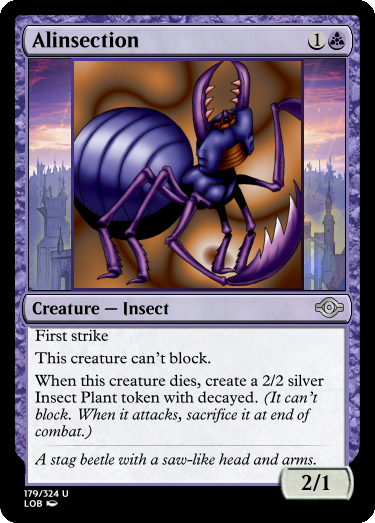 Alinsection 1
Creature — Insect
First strike
This creature can't block.
When this creature dies, create a 2/2 silver
Insect Plant token with decayed. (It can't
block. When it attacks, sacrifice it at end of
combat.)
A stag beetle with a saw-like head and arms.
2/1
179/324 U
LOB